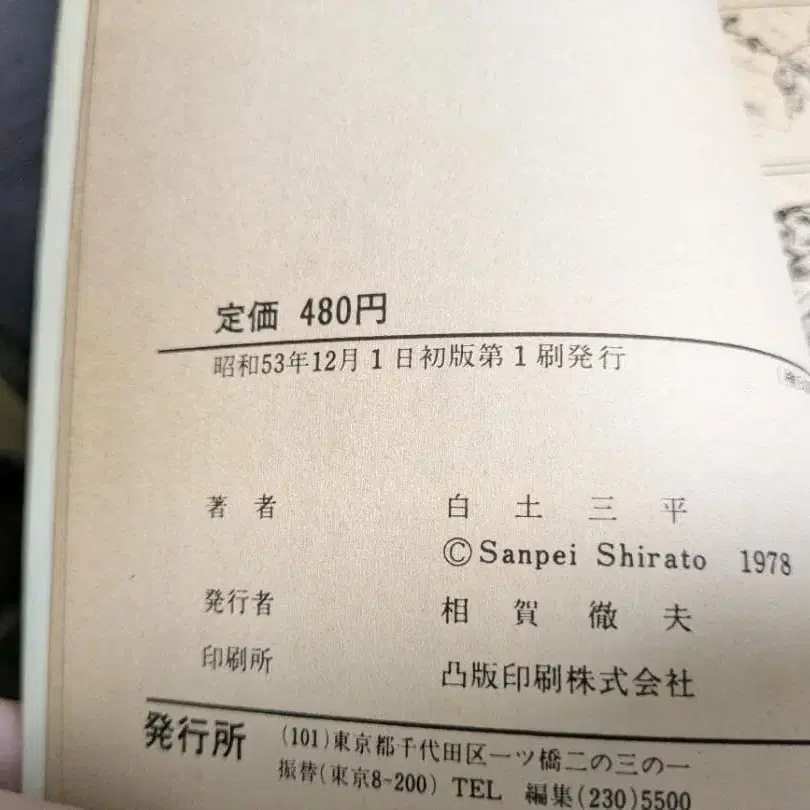 定価 480円
昭和53年12月1日初版第1刷発行
著者 白土三平
©Sanpei Shirato 1978
発行者 相賀徹夫
印刷所 凸版印刷株式会社
発行所 (101)東京都千代田区一ツ橋二の三の一
振替(東京8-200) TEL 編集(230)5500